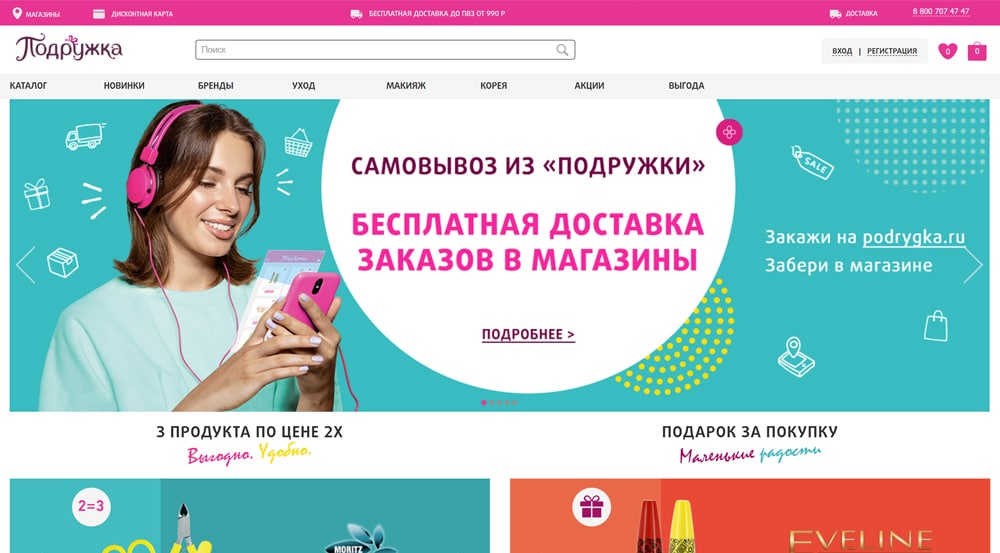 МАГАЗИНЫ
ДИСКОНТНАЯ КАРТА
БЕСПЛАТНАЯ ДОСТАВКА ДО ПВЗ ОТ 990 Р
ДОСТАВКА
8 800 707 47 47
Подружка
Поиск
ВХОД | РЕГИСТРАЦИЯ
0
0
КАТАЛОГ НОВИНКИ БРЕНДЫ УХОД МАКИЯЖ КОРЕЯ АКЦИИ ВЫГОДА
САМОВЫВОЗ ИЗ «ПОДРУЖКИ»
БЕСПЛАТНАЯ ДОСТАВКА
ЗАКАЗОВ В МАГАЗИНЫ
ПОДРОБНЕЕ >
SALE
Закажи на podrygka.ru
Забери в магазине
3 ПРОДУКТА ПО ЦЕНЕ 2Х
Выгодно. Удобно.
ПОДАРОК ЗА ПОКУПКУ
Маленькие радости
2=3
MORITZ
EVELINE